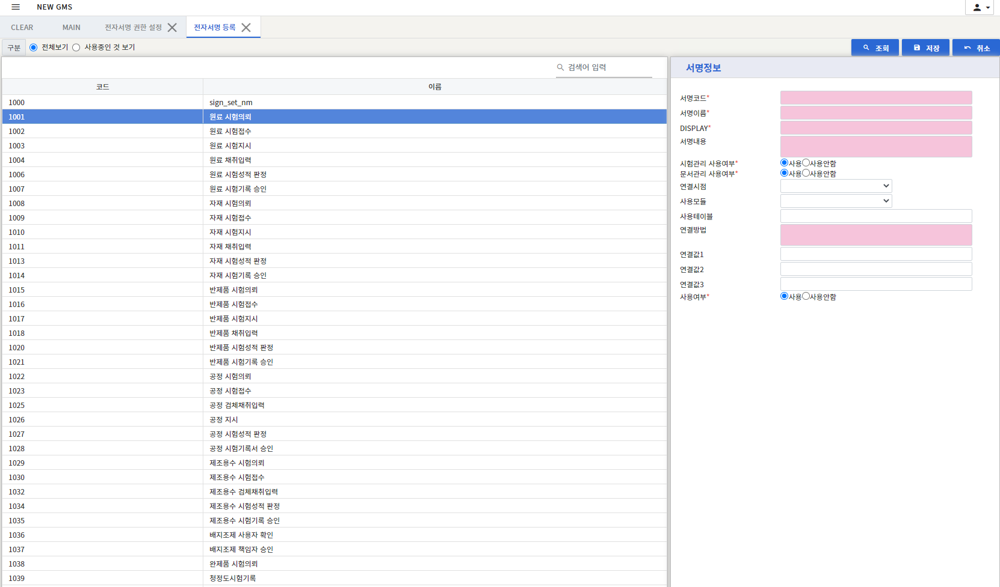 NEW GMS
CLEAR MAIN 전자서명 권한 설정 전자서명 등록
구분 전체보기 사용중인 것 보기 조회 저장 취소
검색어 입력
코드 이름
1000 sign_set_nm
1001 원료 시험의뢰
1002 원료 시험접수
1003 원료 시험지시
1004 원료 채취입력
1006 원료 시험성적 판정
1007 원료 시험기록 승인
1008 자재 시험의뢰
1009 자재 시험접수
1010 자재 시험지시
1011 자재 채취입력
1013 자재 시험성적 판정
1014 자재 시험기록 승인
1015 반제품 시험의뢰
1016 반제품 시험접수
1017 반제품 시험지시
1018 반제품 채취입력
1020 반제품 시험성적 판정
1021 반제품 시험기록 승인
1022 공정 시험의뢰
1023 공정 시험접수
1025 공정 검체채취입력
1026 공정 지시
1027 공정 시험성적 판정
1028 공정 시험기록서 승인
1029 제조용수 시험의뢰
1030 제조용수 시험접수
1032 제조용수 검체채취입력
1034 제조용수 시험성적 판정
1035 제조용수 시험기록 승인
1036 배지조제 사용자 확인
1037 배지조제 책임자 승인
1038 완제품 시험의뢰
1039 청정도시험기록
서명정보
서명코드*
서명이름*
DISPLAY*
서명내용
시험관리 사용여부* 사용 사용안함
문서관리 사용여부* 사용 사용안함
연결시점
사용모듈
사용테이블
연결방법
연결값1
연결값2
연결값3
사용여부* 사용 사용안함